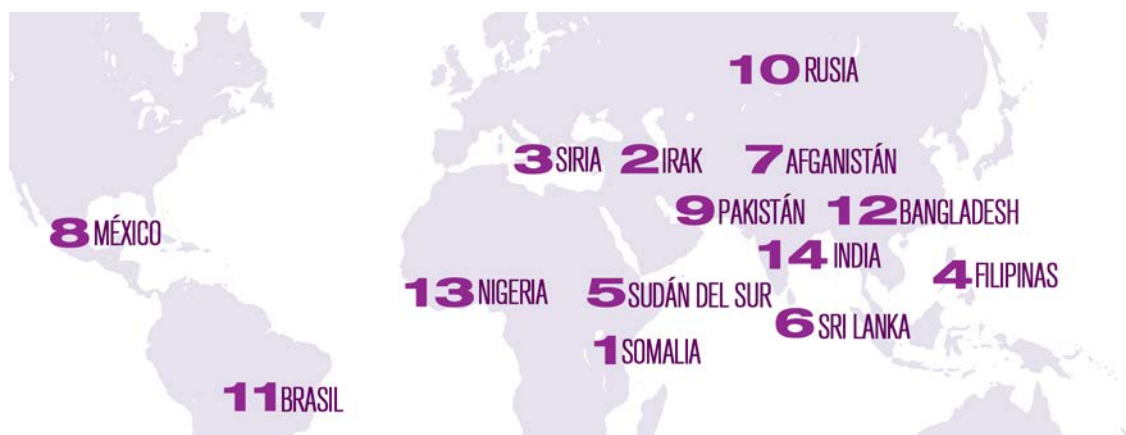 10 RUSIA
3 SIRIA
2 IRAK
7 AFGANISTÁN
9 PAKISTÁN
12 BANGLADESH
8 MÉXICO
14 INDIA
4 FILIPINAS
13 NIGERIA
5 SUDÁN DEL SUR
6 SRI LANKA
1 SOMALIA
11 BRASIL